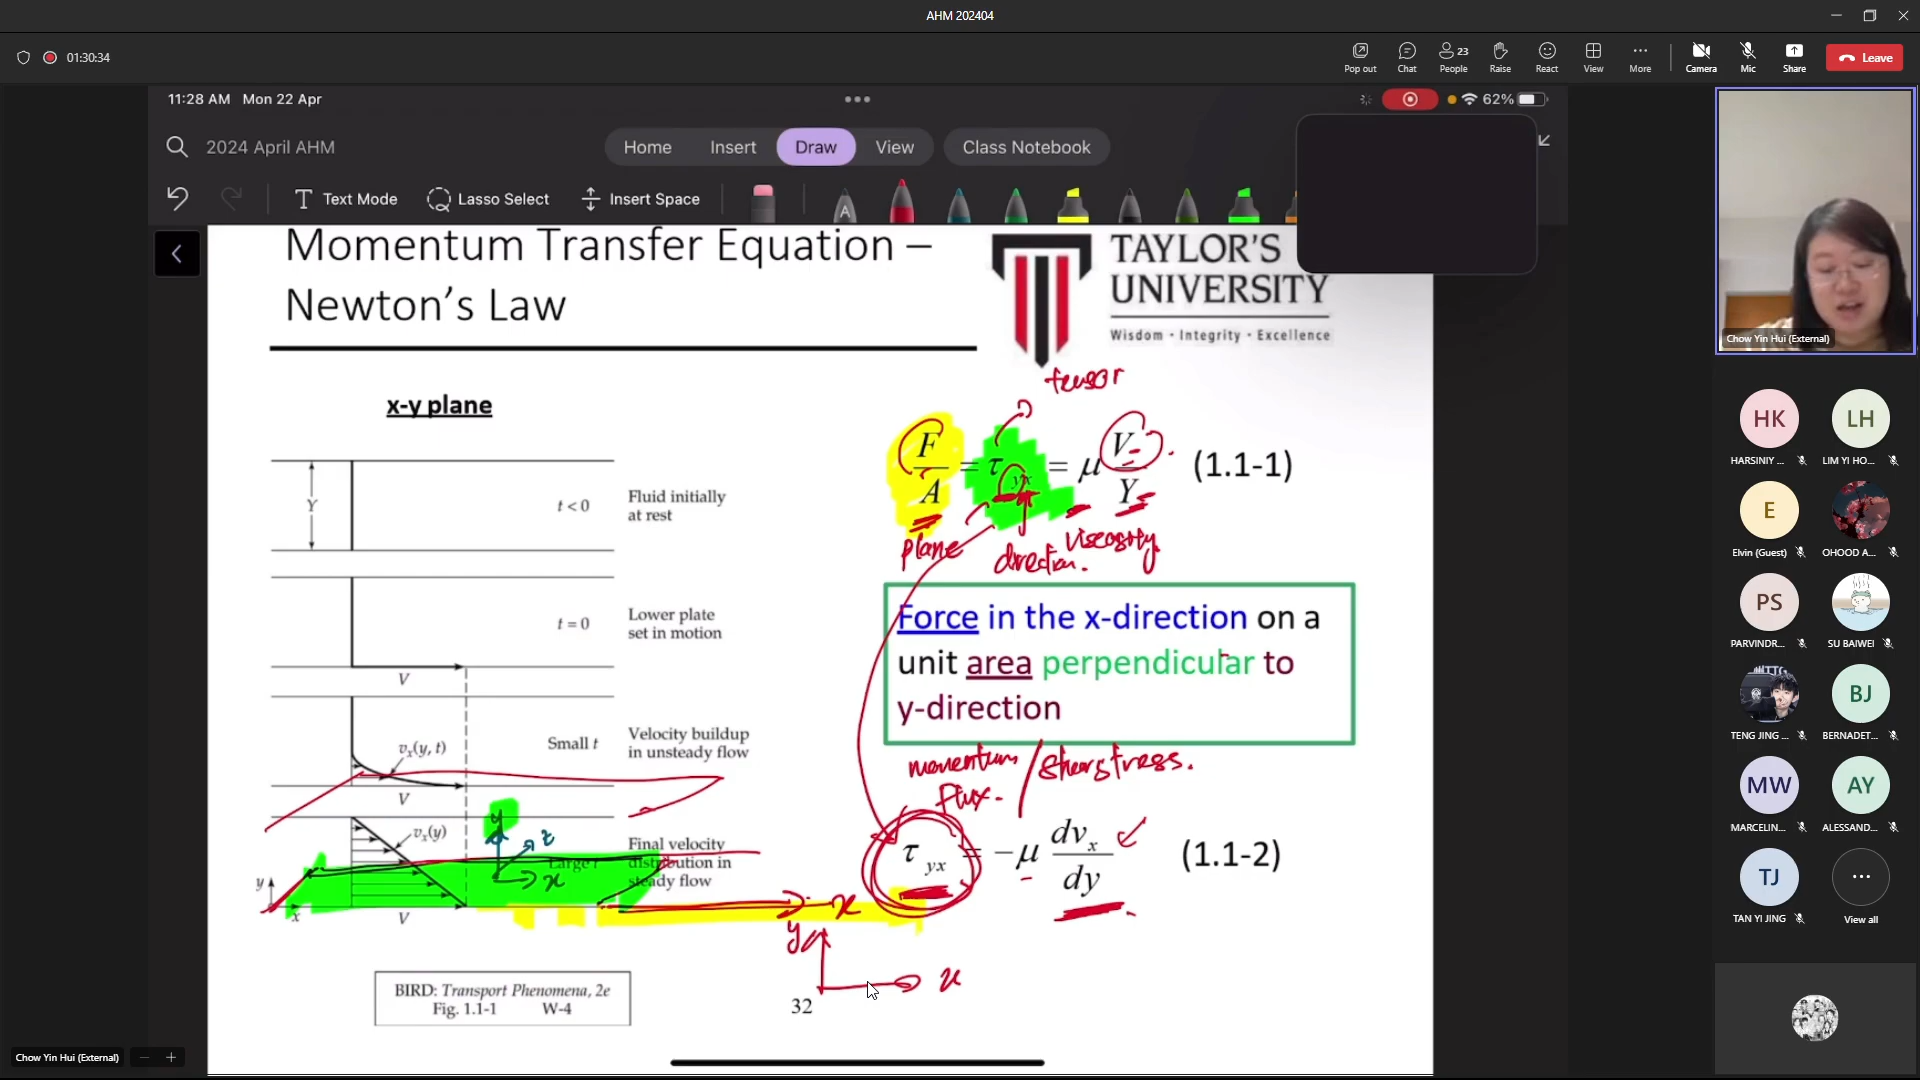 AHM 202404
01:30:34
Pop out
Chat
23
People
Raise
React
View
More
Camera
Mic
Share
Leave
11:28 AM Mon 22 Apr
62%
2024 April AHM
Home
Insert
Draw
View
Class Notebook
Text Mode
Lasso Select
Insert Space
A
Momentum Transfer Equation –
Newton's Law
TAYLOR'S
UNIVERSITY
Wisdom · Integrity · Excellence
x-y plane
Y
t < 0
Fluid initially
at rest
t = 0
Lower plate
set in motion
V
vx(y, t)
Small t
Velocity buildup
in unsteady flow
V
vx(y)
y
z
x
Large t
Final velocity
distribution in
steady flow
y
x
V
BIRD: Transport Phenomena, 2e
Fig. 1.1-1 W-4
tensor
F/A = τyx = μ V/Y (1.1-1)
plane
direction.
viscosity
Force in the x-direction on a
unit area perpendicular to
y-direction
momentum / shear stress.
flux.
τyx = −μ dvx/dy (1.1-2)
x
y
x
32
Chow Yin Hui (External)
HK
HARSINIY ...
LH
LIM YI HO...
E
Elvin (Guest)
OHOOD A...
PS
PARVINDR...
SU BAIWEI
TENG JING ...
BJ
BERNADET...
MW
MARCELIN...
AY
ALESSAND...
TJ
TAN YI JING
View all
Chow Yin Hui (External)